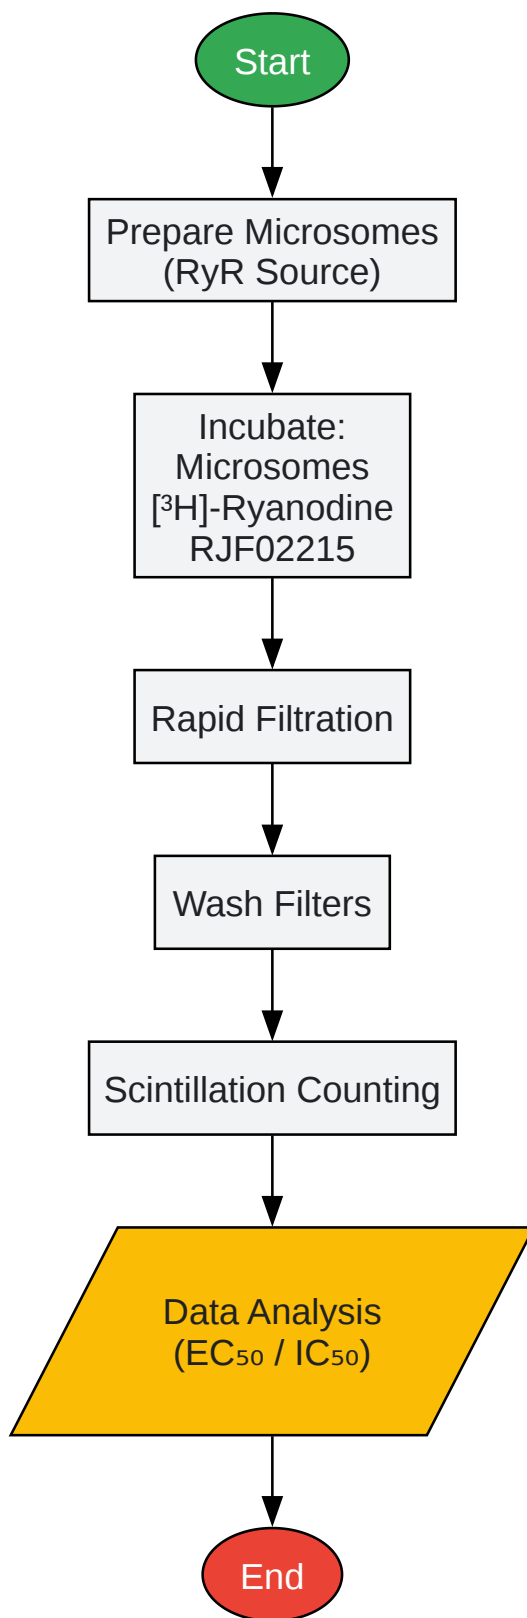 Start
Prepare Microsomes
(RyR Source)
Incubate:
Microsomes
[³H]-Ryanodine
RJF02215
Rapid Filtration
Wash Filters
Scintillation Counting
Data Analysis
(EC₅₀ / IC₅₀)
End